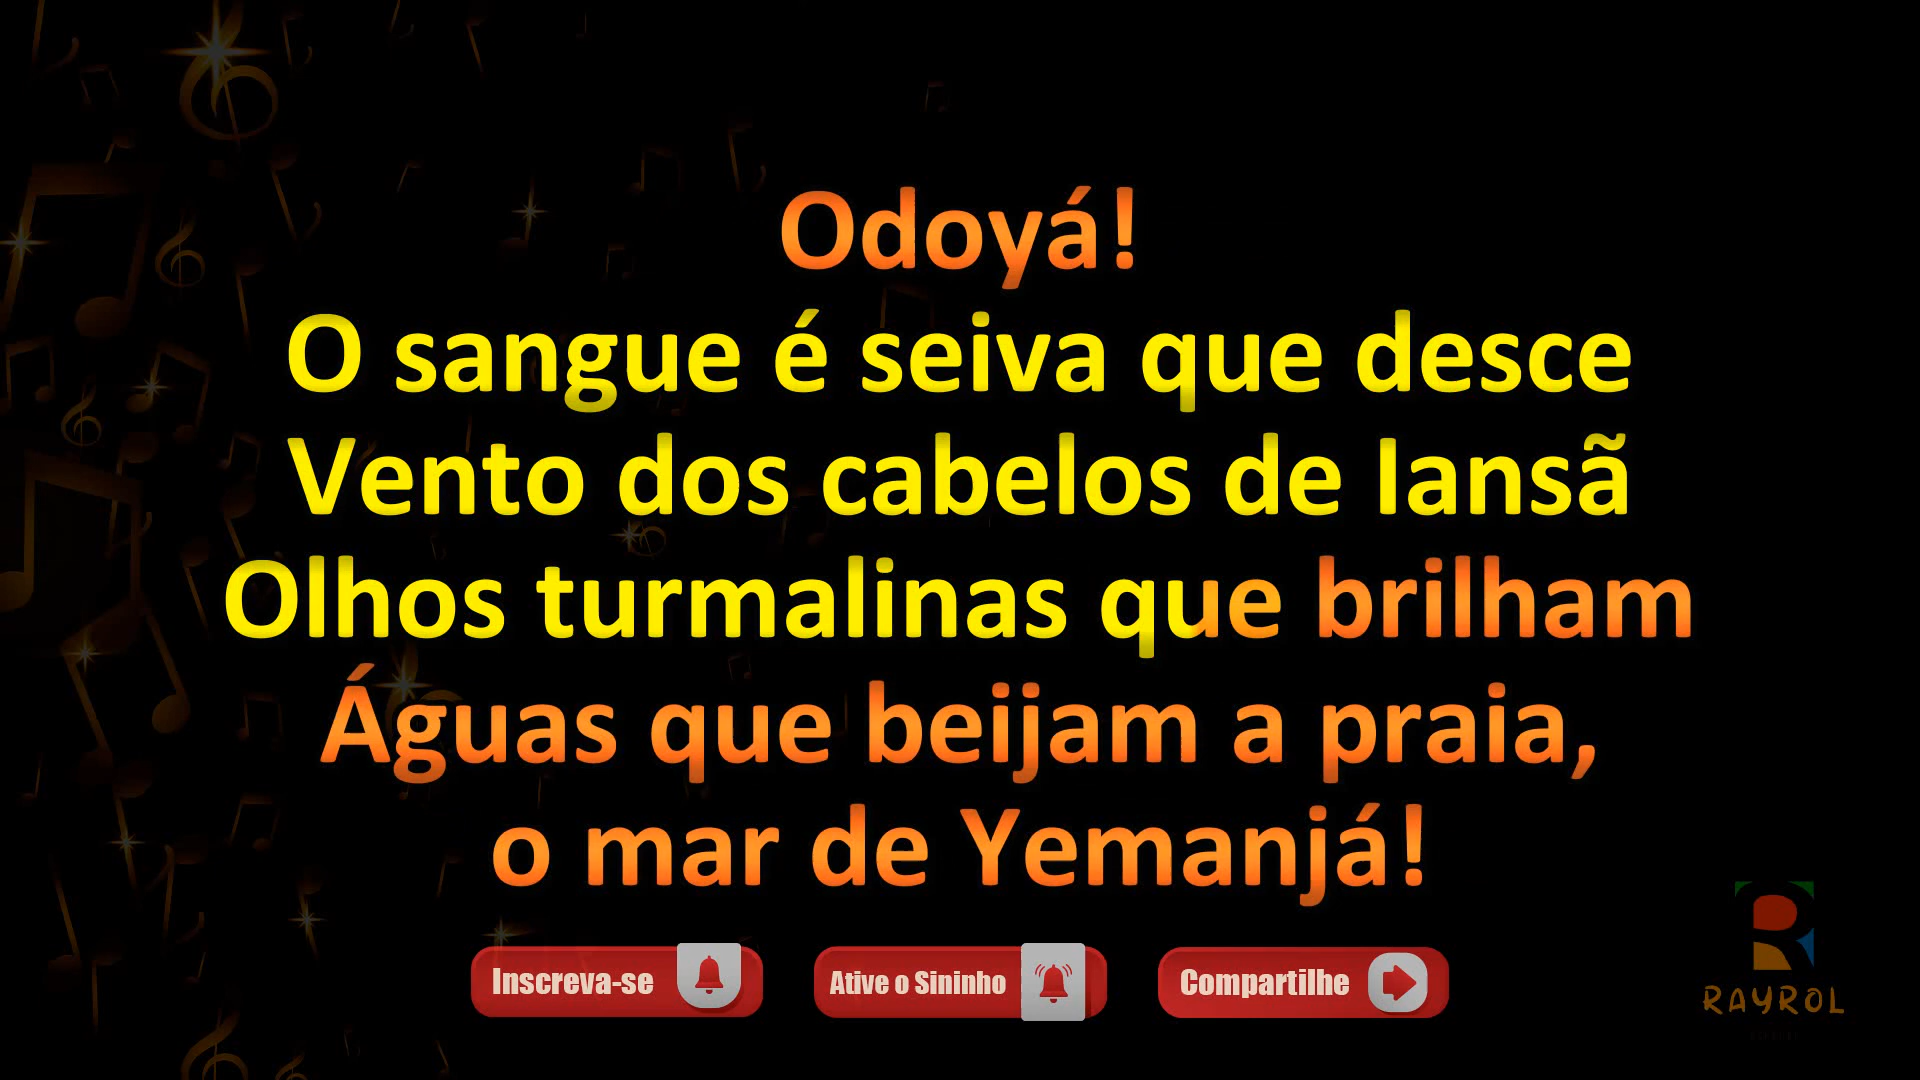 Odoyá!
O sangue é seiva que desce
Vento dos cabelos de Iansã
Olhos turmalinas que brilham
Águas que beijam a praia,
o mar de Yemanjá!
Inscreva-se
Ative o Sininho
Compartilhe
RAYROL